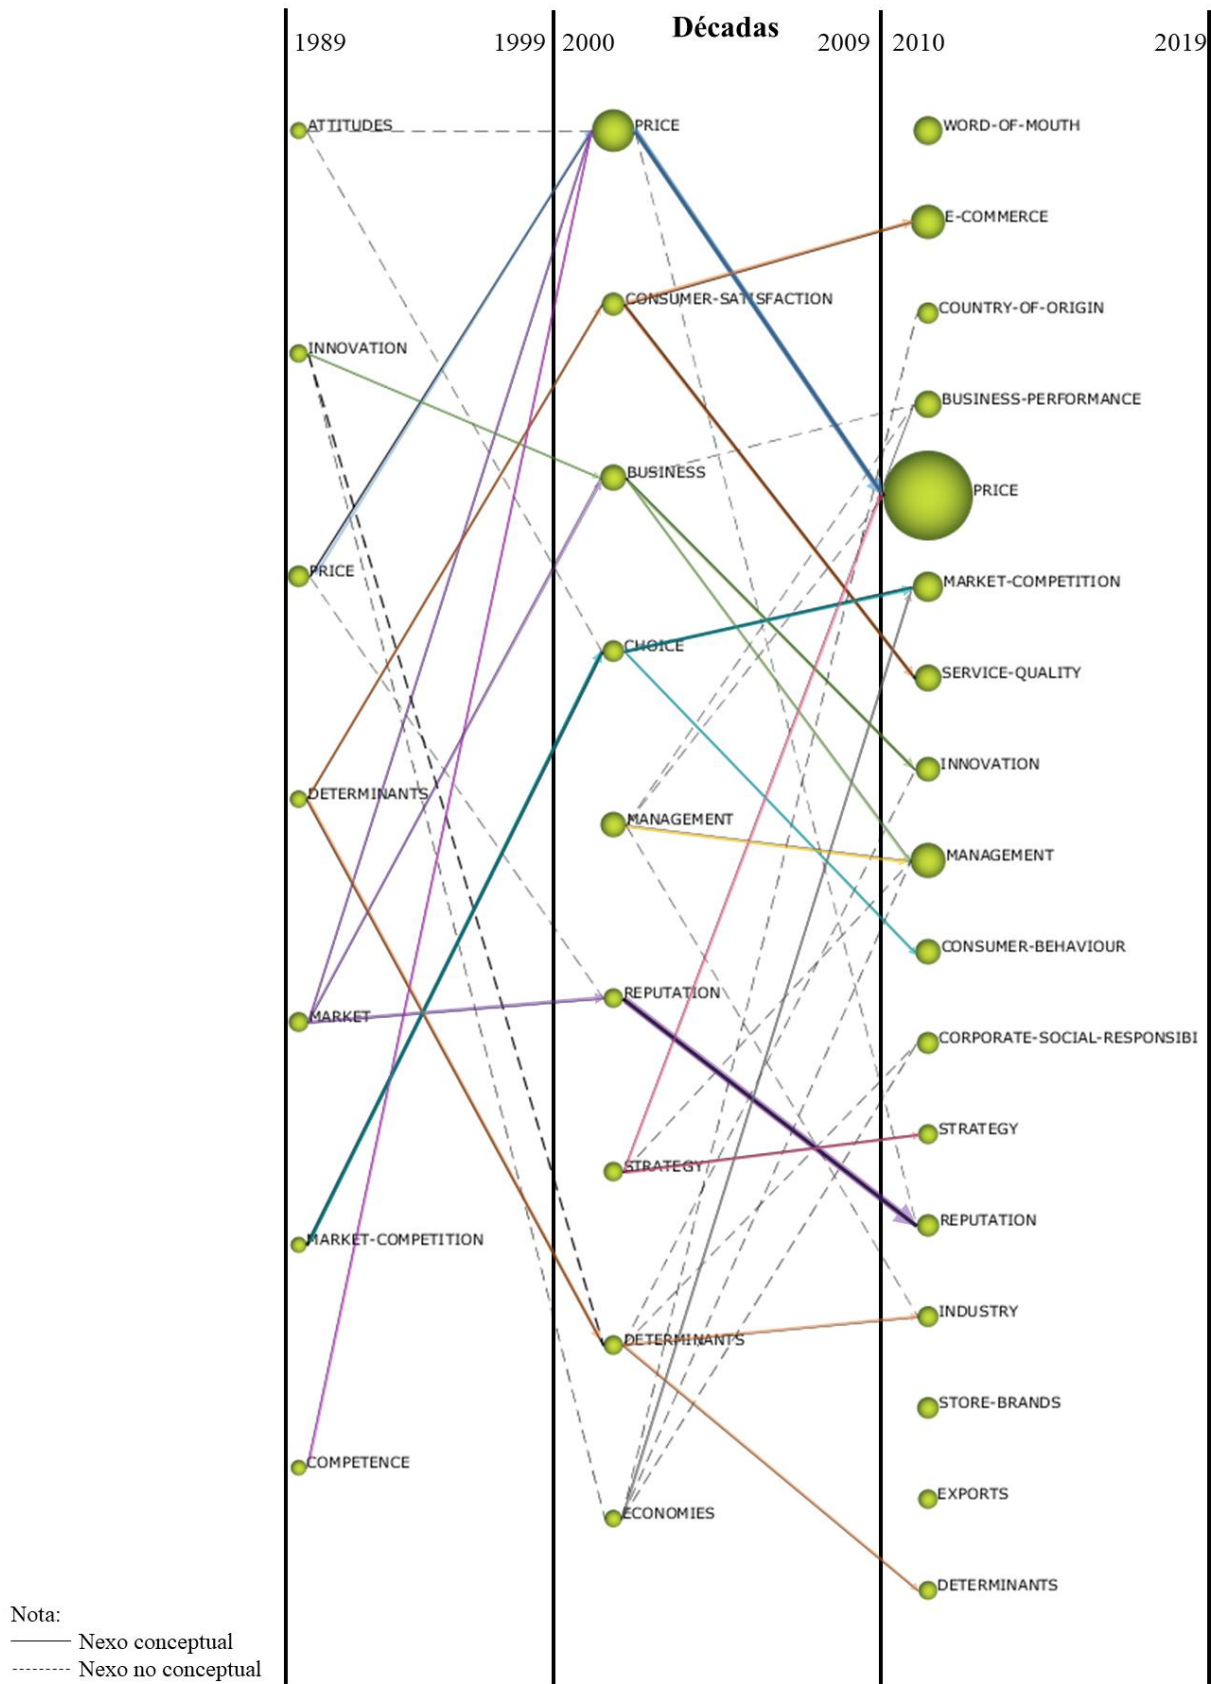 Décadas
1989
1999
2000
2009
2010
2019
ATTITUDES
INNOVATION
PRICE
DETERMINANTS
MARKET
MARKET-COMPETITION
COMPETENCE
PRICE
CONSUMER-SATISFACTION
BUSINESS
CHOICE
MANAGEMENT
REPUTATION
STRATEGY
DETERMINANTS
ECONOMIES
WORD-OF-MOUTH
E-COMMERCE
COUNTRY-OF-ORIGIN
BUSINESS-PERFORMANCE
PRICE
MARKET-COMPETITION
SERVICE-QUALITY
INNOVATION
MANAGEMENT
CONSUMER-BEHAVIOUR
CORPORATE-SOCIAL-RESPONSIBI
STRATEGY
REPUTATION
INDUSTRY
STORE-BRANDS
EXPORTS
DETERMINANTS
Nota:
Nexo conceptual
Nexo no conceptual